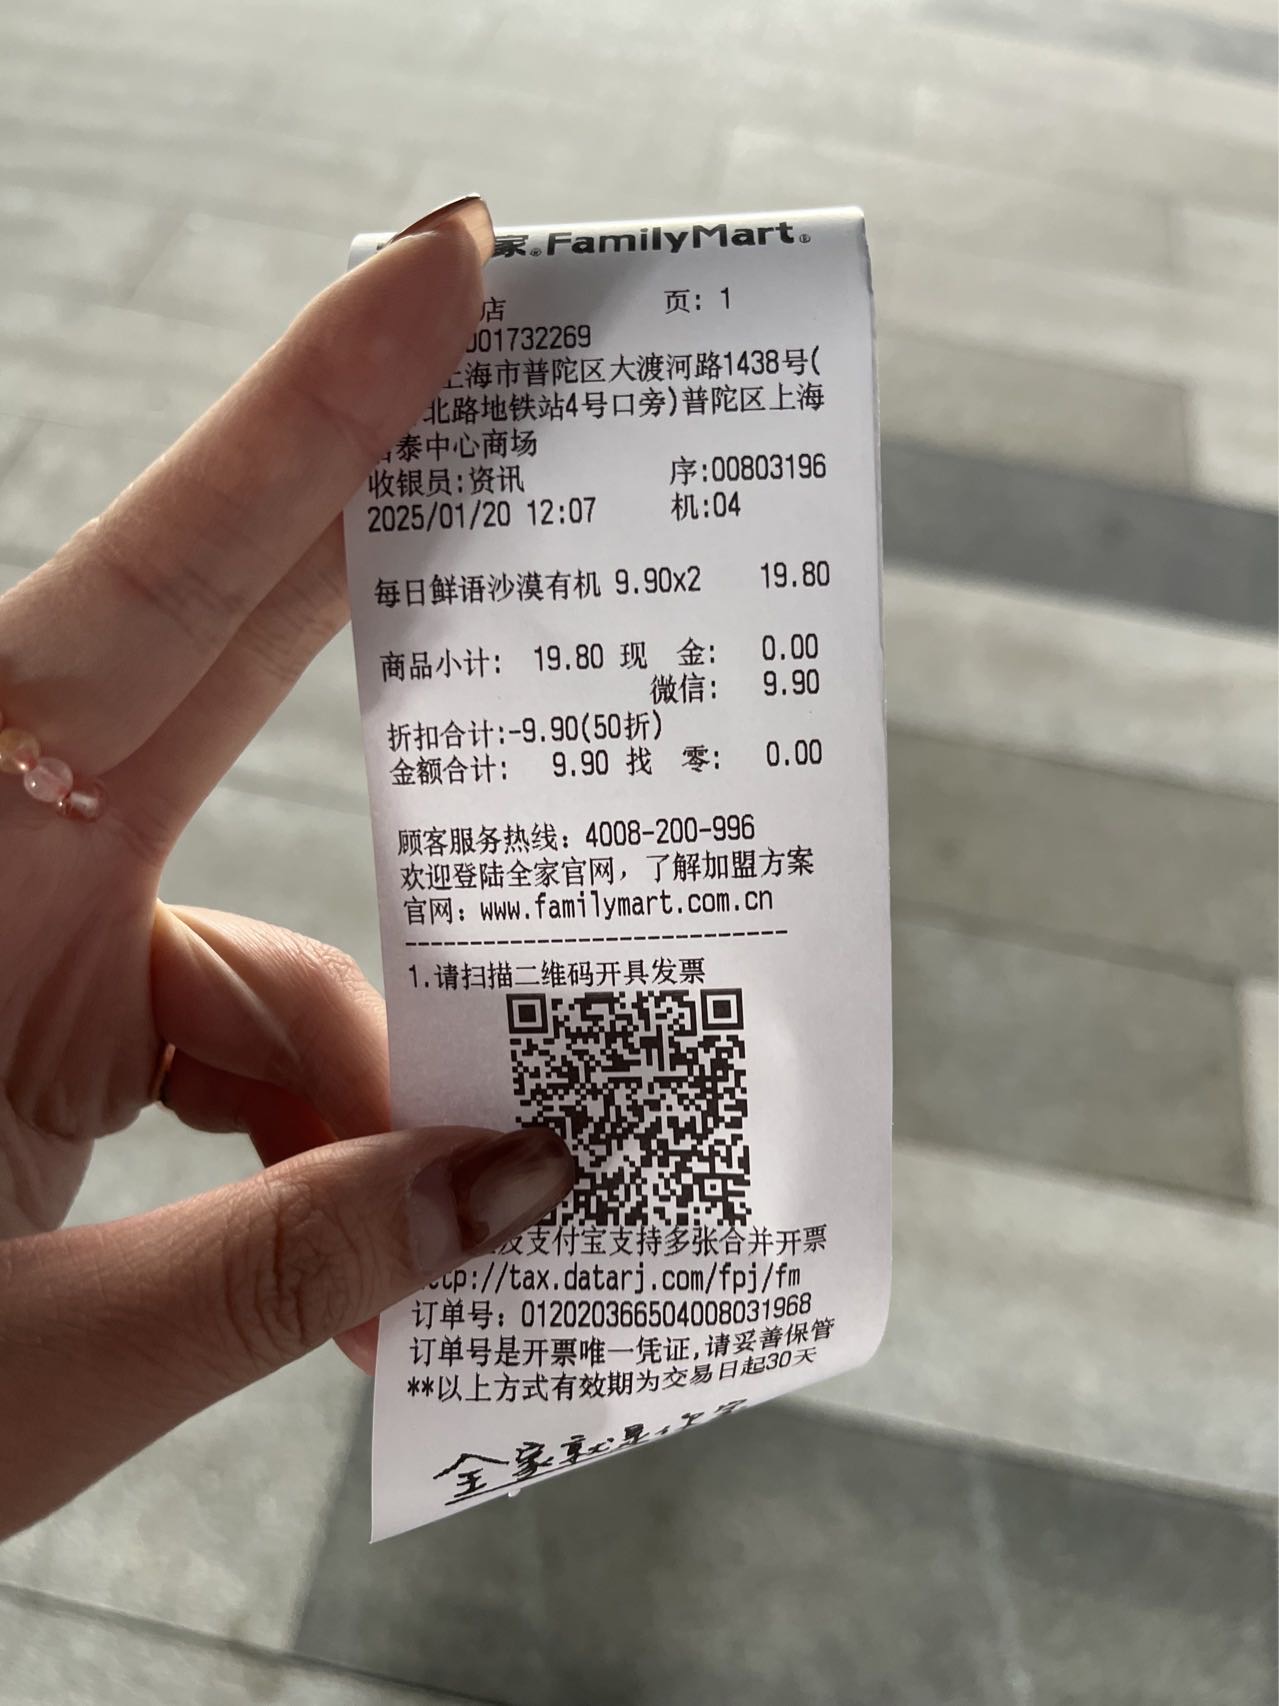 家®FamilyMart®
店 页: 1
001732269
上海市普陀区大渡河路1438号(
北路地铁站4号口旁)普陀区上海
泰中心商场
收银员:资讯 序:00803196
2025/01/20 12:07 机:04
每日鲜语沙漠有机 9.90x2 19.80
商品小计: 19.80 现 金: 0.00
微信: 9.90
折扣合计:-9.90(50折)
金额合计: 9.90 找 零: 0.00
顾客服务热线: 4008-200-996
欢迎登陆全家官网, 了解加盟方案
官网: www.familymart.com.cn
------------------------------
1.请扫描二维码开具发票
及支付宝支持多张合并开票
http://tax.datarj.com/fpj/fm
订单号: 012020366504008031968
订单号是开票唯一凭证,请妥善保管
**以上方式有效期为交易日起30天
全家就是你家